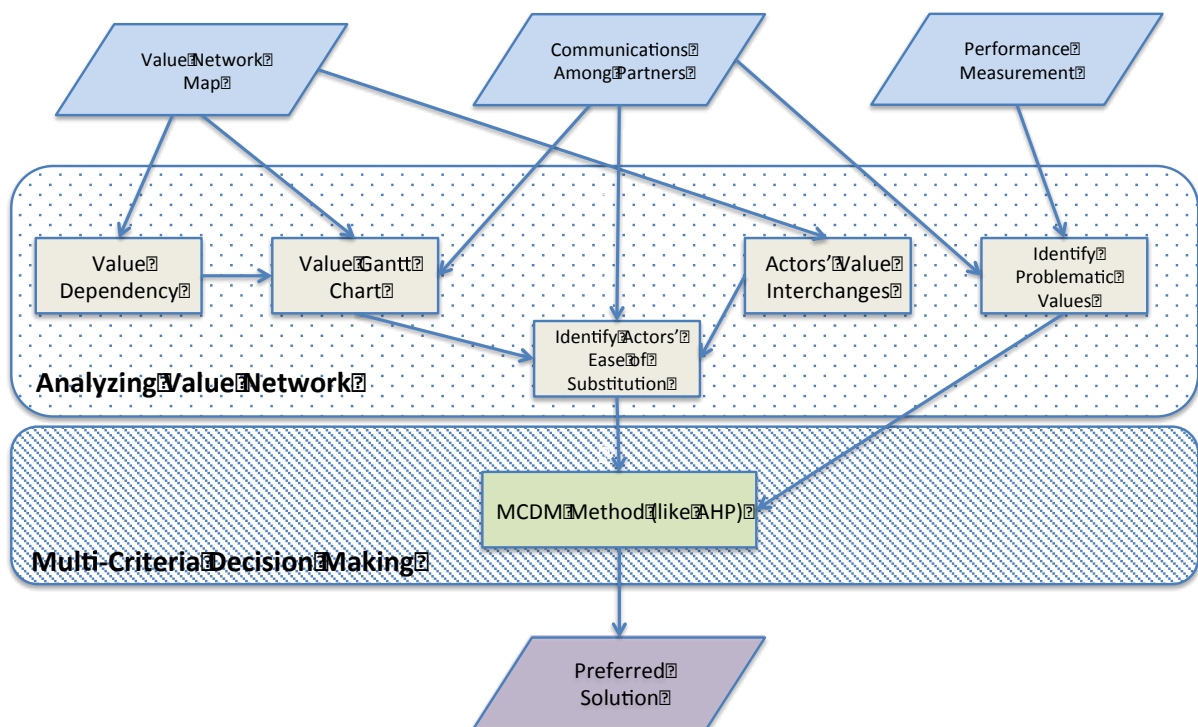 Value Network
Map
Communications
Among Partners
Performance
Measurement
Value
Dependency
Value Gantt
Chart
Actors’ Value
Interchanges
Identify
Problematic
Values
Identify Actors’
Ease of
Substitution
Analyzing Value Network
MCDM Method (like AHP)
Multi-Criteria Decision Making
Preferred
Solution